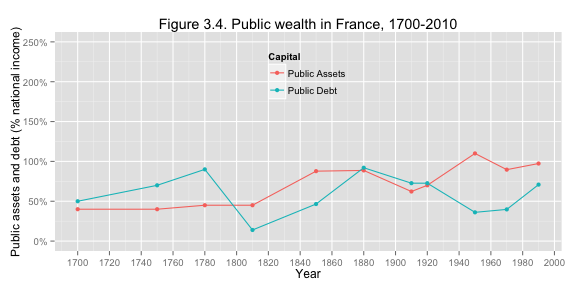 Figure 3.4. Public wealth in France, 1700-2010
Public assets and debt (% national income)
250%
200%
150%
100%
50%
0%
Capital
Public Assets
Public Debt
1700 1720 1740 1760 1780 1800 1820 1840 1860 1880 1900 1920 1940 1960 1980 2000
Year